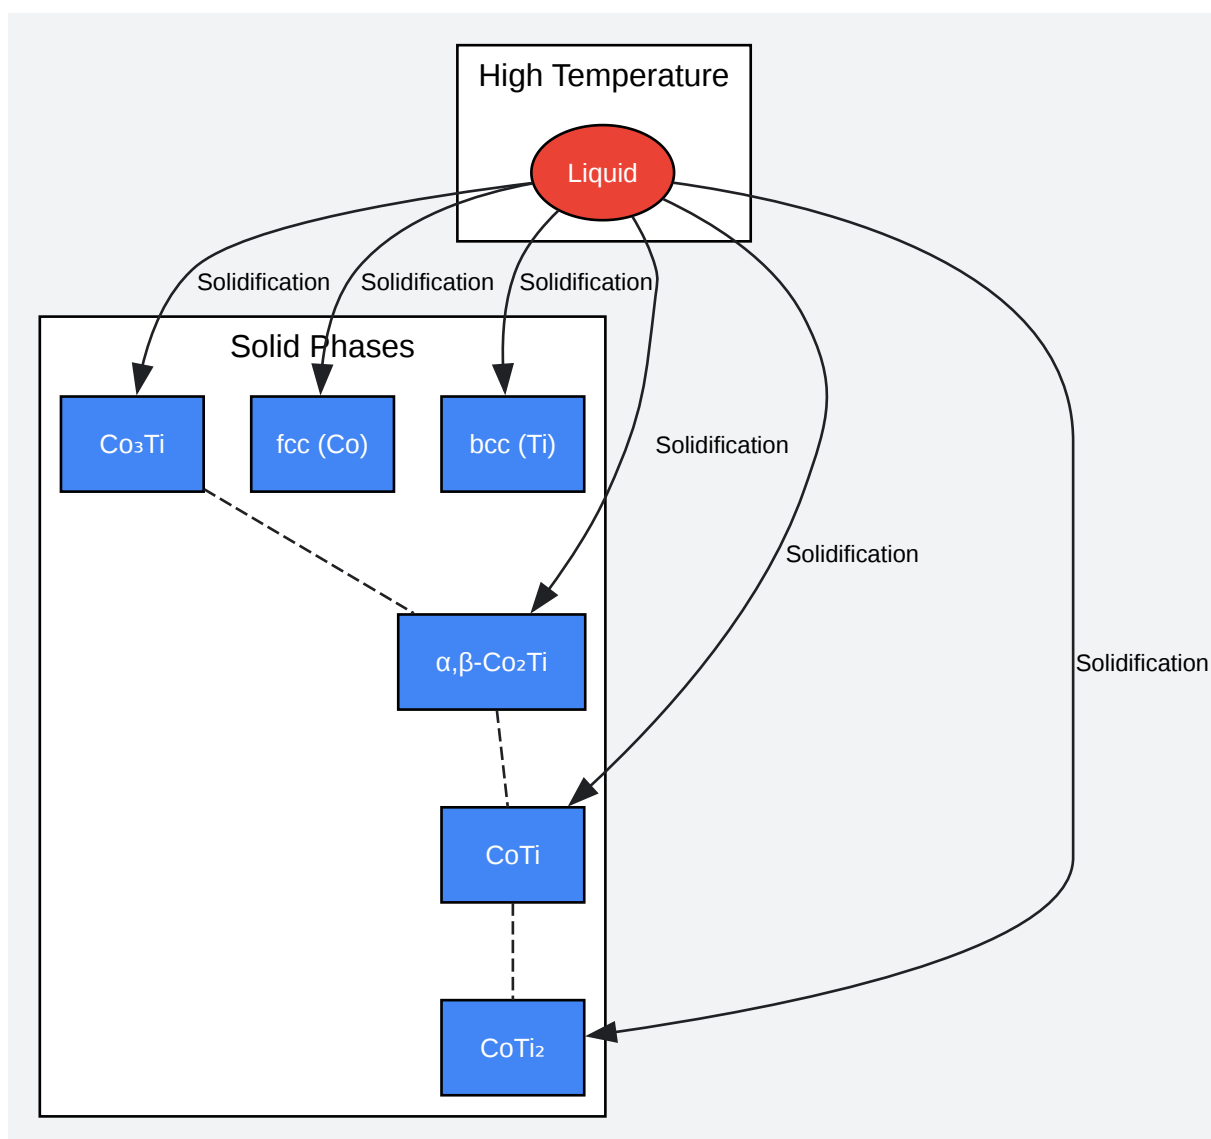 High Temperature
Liquid
Solidification
Solidification
Solidification
Solid Phases
Co₃Ti
fcc (Co)
bcc (Ti)
Solidification
Solidification
α,β-Co₂Ti
Solidification
CoTi
CoTi₂